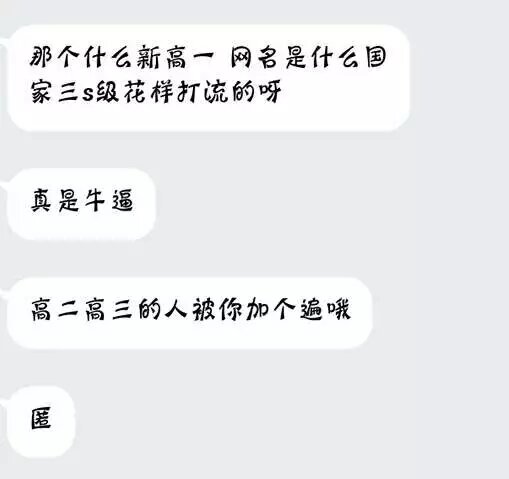 那个什么新高一 网名是什么国
家三s级花样打流的呀
真是牛逼
高二高三的人被你加个遍哦
匿